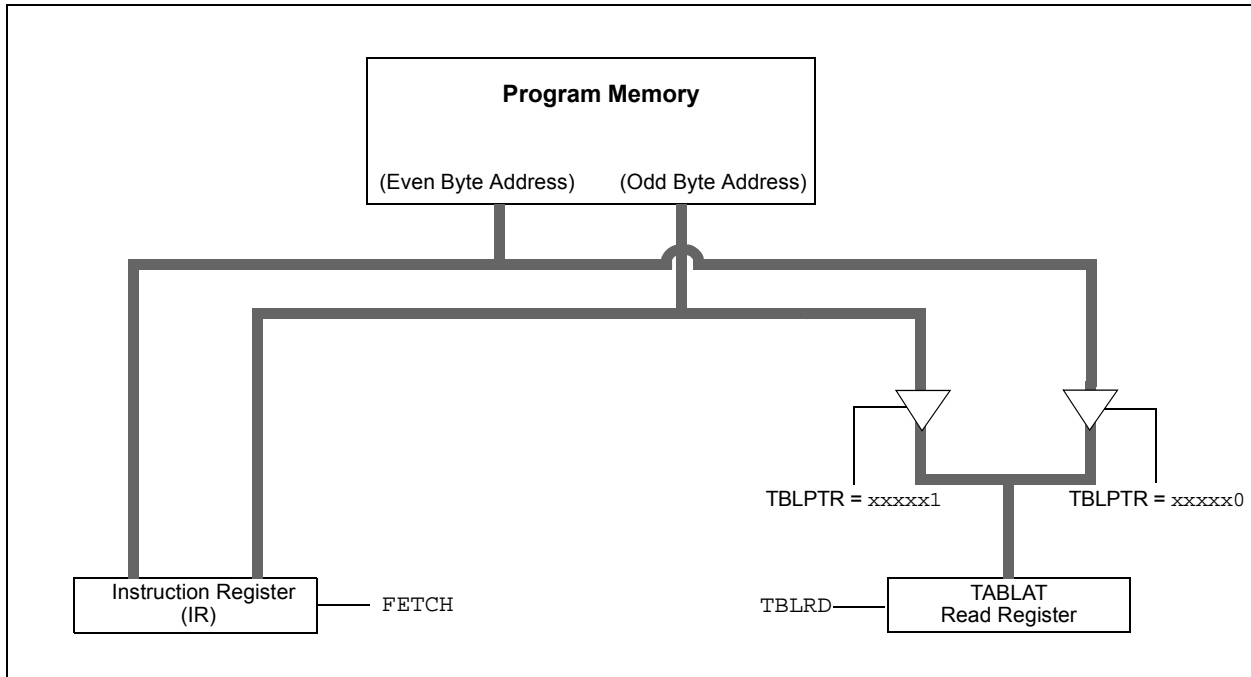 Program Memory
(Even Byte Address) (Odd Byte Address)
TBLPTR = xxxxx1
TBLPTR = xxxxx0
Instruction Register
(IR)
FETCH
TBLRD
TABLAT
Read Register